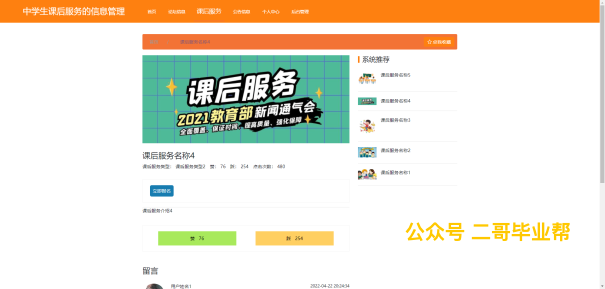 中学生课后服务的信息管理
首页
课后服务
公告信息
个人中心
后台管理
课后服务名称4
点我收藏
课后服务
2021教育部新闻通气会
全面覆盖、保证时间、提高质量、强化保障
系统推荐
课后服务名称5
课后服务名称4
课后服务名称3
课后服务名称2
课后服务名称1
课后服务名称4
课后服务类型： 课后服务类型2 赞： 76 踩： 254 点击次数： 460
立即报名
课后服务介绍4
赞 76
踩 254
公众号 二哥毕业帮
留言
用户姓名1
2022-04-22 20:24:34